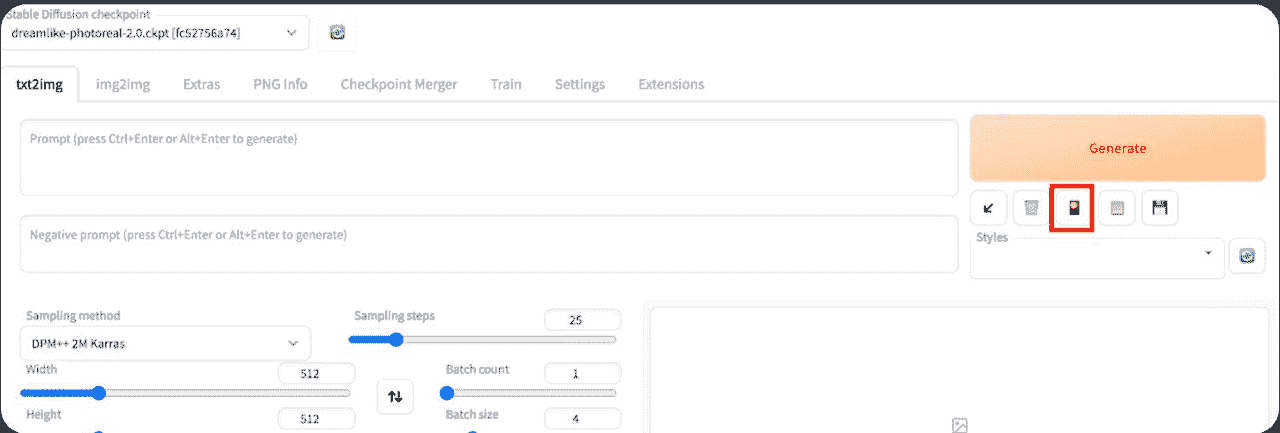 Stable Diffusion checkpoint
dreamlike-photoreal-2.0.ckpt [fc52756a74]
txt2img img2img Extras PNG Info Checkpoint Merger Train Settings Extensions
Prompt (press Ctrl+Enter or Alt+Enter to generate)
Generate
Negative prompt (press Ctrl+Enter or Alt+Enter to generate)
Styles
Sampling method
DPM++ 2M Karras
Sampling steps 25
Width 512
Batch count 1
Height 512
Batch size 4